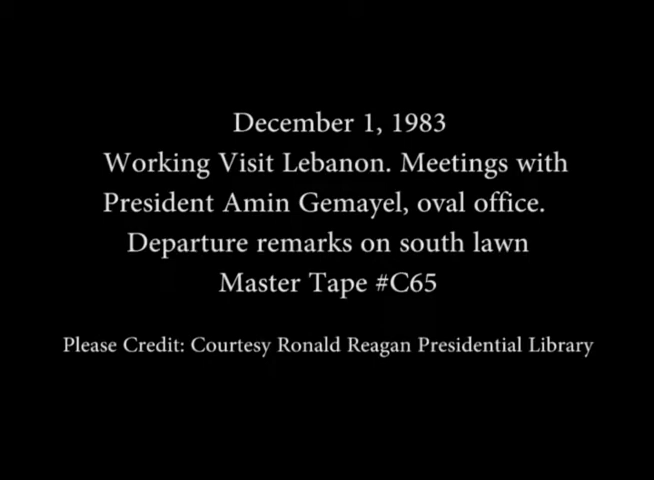 December 1, 1983
Working Visit Lebanon. Meetings with
President Amin Gemayel, oval office.
Departure remarks on south lawn
Master Tape #C65
Please Credit: Courtesy Ronald Reagan Presidential Library